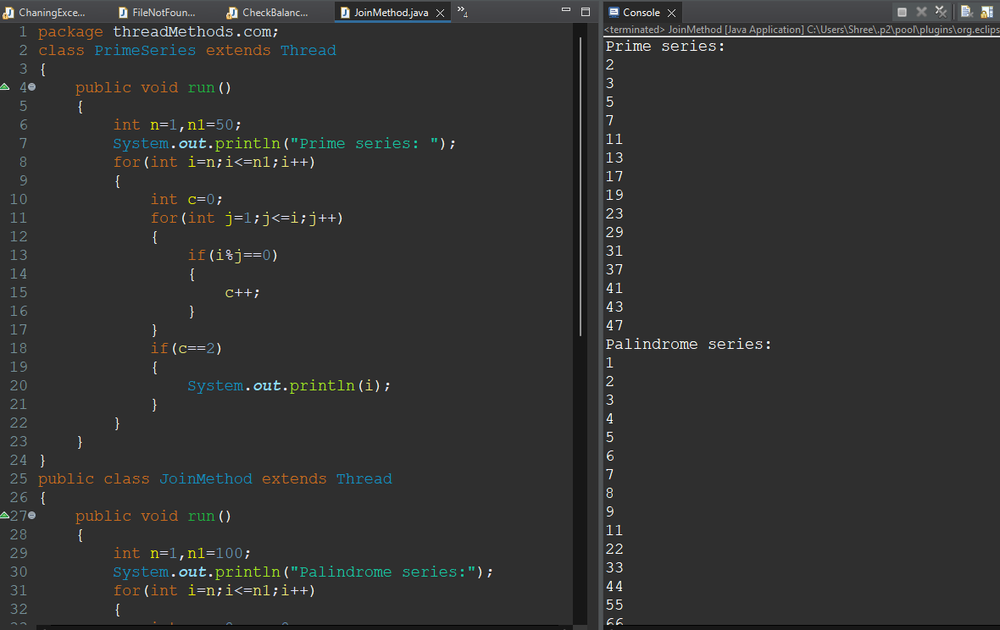 ChaningExce...
FileNotFoun...
CheckBalanc...
JoinMethod.java
»4
1 package threadMethods.com;
2 class PrimeSeries extends Thread
3 {
4 public void run()
5 {
6 int n=1,n1=50;
7 System.out.println("Prime series: ");
8 for(int i=n;i<=n1;i++)
9 {
10 int c=0;
11 for(int j=1;j<=i;j++)
12 {
13 if(i%j==0)
14 {
15 c++;
16 }
17 }
18 if(c==2)
19 {
20 System.out.println(i);
21 }
22 }
23 }
24 }
25 public class JoinMethod extends Thread
26 {
27 public void run()
28 {
29 int n=1,n1=100;
30 System.out.println("Palindrome series:");
31 for(int i=n;i<=n1;i++)
32 {
Console
<terminated> JoinMethod [Java Application] C:\Users\Shree\.p2\pool\plugins\org.eclips
Prime series:
2
3
5
7
11
13
17
19
23
29
31
37
41
43
47
Palindrome series:
1
2
3
4
5
6
7
8
9
11
22
33
44
55
66